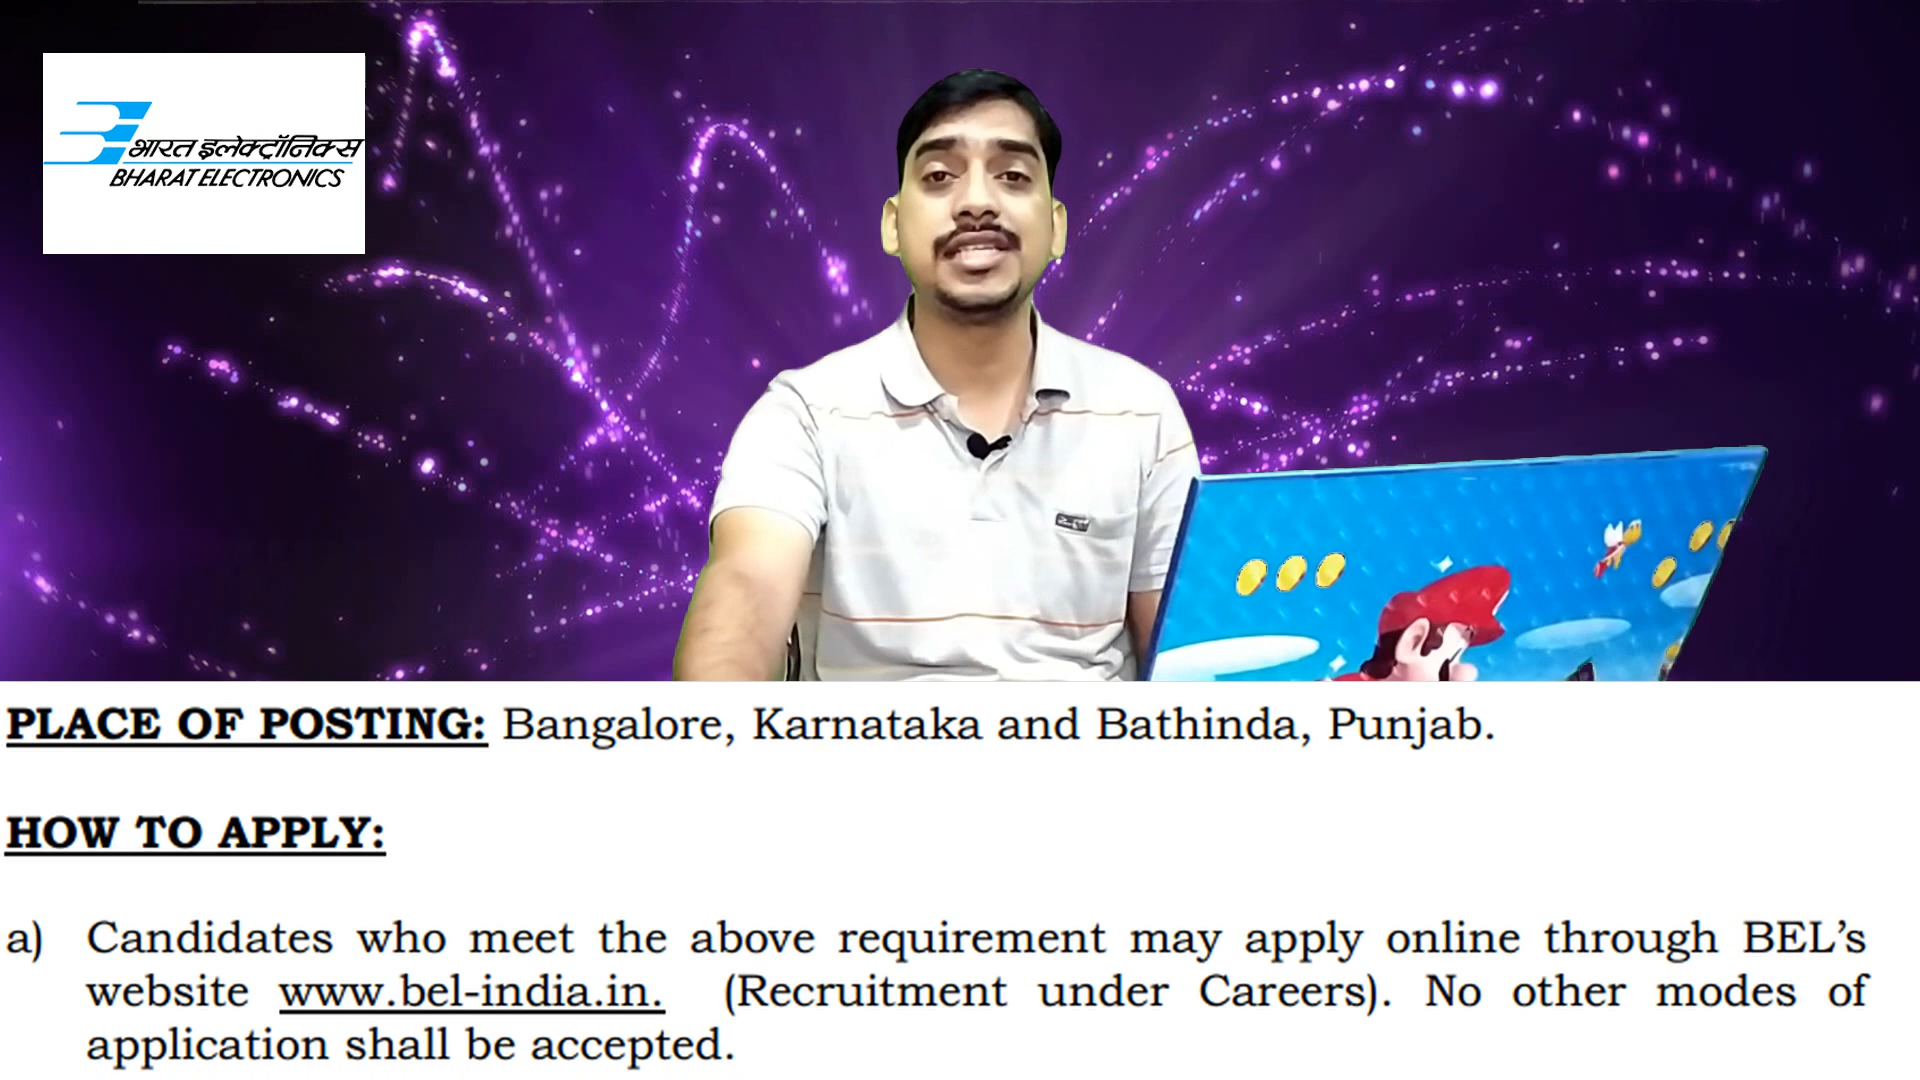 भारत इलेक्ट्रॉनिक्स
BHARAT ELECTRONICS
PLACE OF POSTING: Bangalore, Karnataka and Bathinda, Punjab.
HOW TO APPLY:
a) Candidates who meet the above requirement may apply online through BEL’s
website www.bel-india.in. (Recruitment under Careers). No other modes of
application shall be accepted.